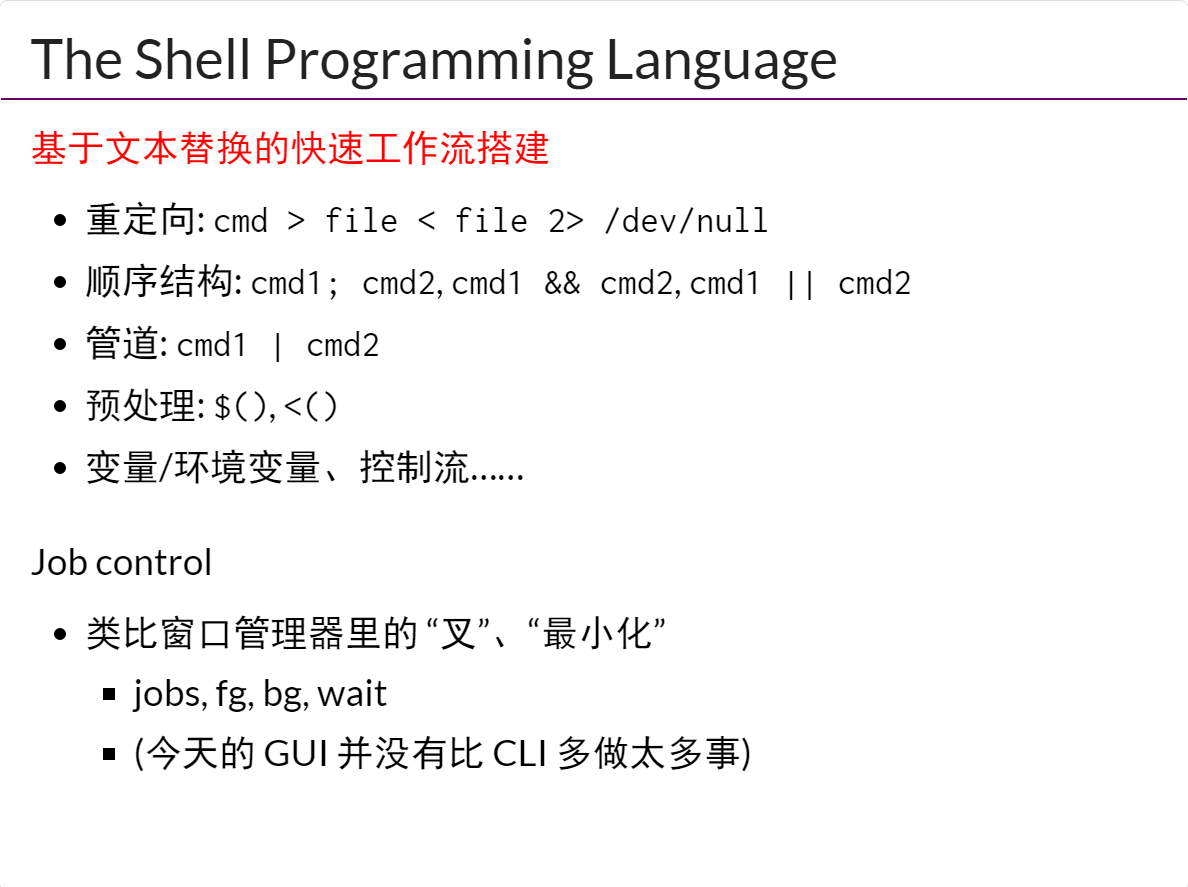 The Shell Programming Language
基于文本替换的快速工作流搭建
• 重定向: cmd > file < file 2> /dev/null
• 顺序结构: cmd1; cmd2, cmd1 && cmd2, cmd1 || cmd2
• 管道: cmd1 | cmd2
• 预处理: $(), <()
• 变量/环境变量、控制流……
Job control
• 类比窗口管理器里的 “叉”、“最小化”
▪ jobs, fg, bg, wait
▪ (今天的 GUI 并没有比 CLI 多做太多事)